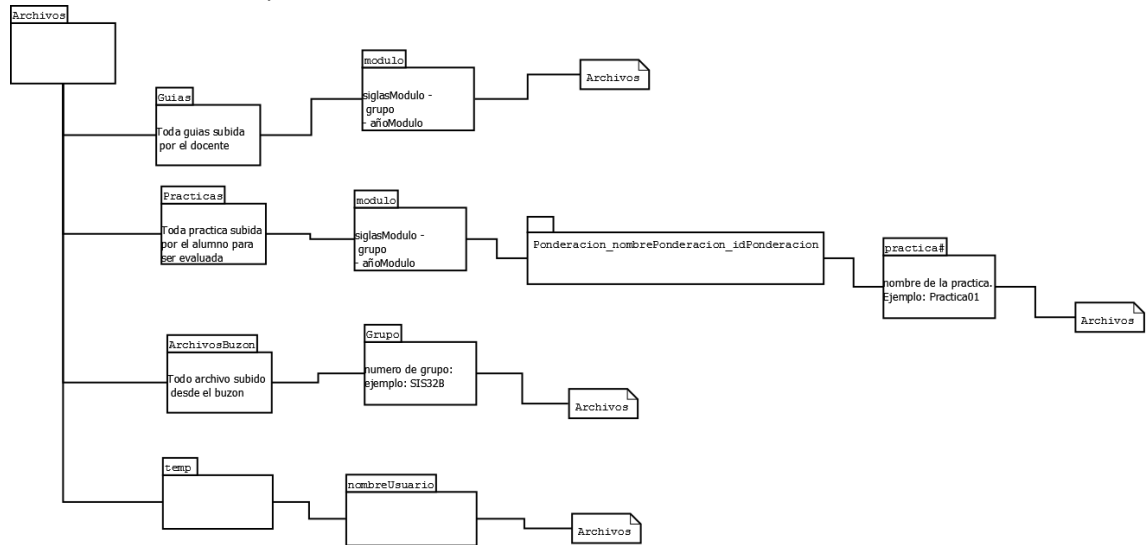 Archivos
modulo
siglasModulo -
grupo
- añoModulo
Archivos
Guias
Toda guias subida
por el docente
Practicas
Toda practica subida
por el alumno para
ser evaluada
modulo
siglasModulo -
grupo
- añoModulo
Ponderacion_nombrePonderacion_idPonderacion
practica#
nombre de la practica.
Ejemplo: Practica01
Archivos
ArchivosBuzon
Todo archivo subido
desde el buzon
Grupo
numero de grupo:
ejemplo: SIS32B
Archivos
temp
nombreUsuario
Archivos